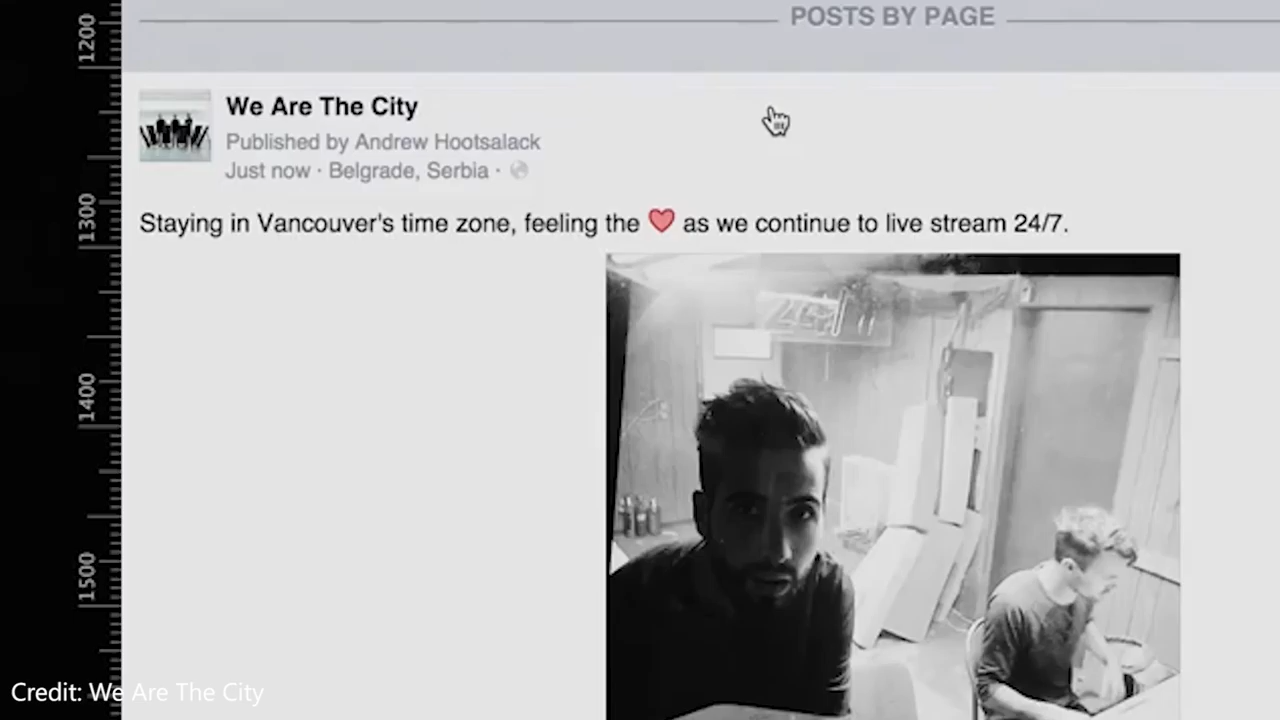 POSTS BY PAGE
1200
We Are The City
Published by Andrew Hootsalack
Just now · Belgrade, Serbia ·
1300
Staying in Vancouver's time zone, feeling the ❤ as we continue to live stream 24/7.
1400
1500
Credit: We Are The City